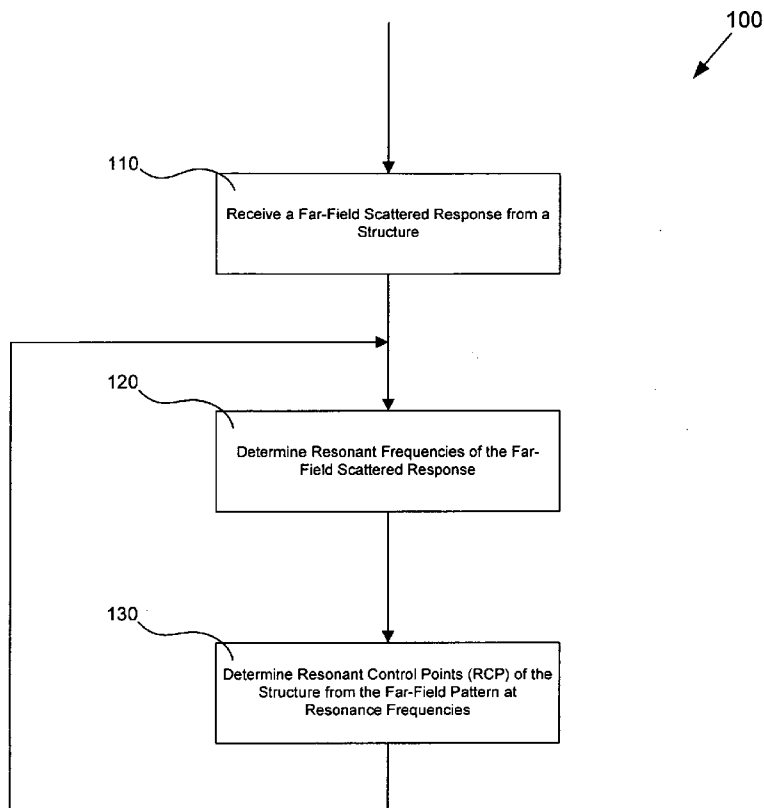 100
110
Receive a Far-Field Scattered Response from a
Structure
120
Determine Resonant Frequencies of the Far-
Field Scattered Response
130
Determine Resonant Control Points (RCP) of the
Structure from the Far-Field Pattern at
Resonance Frequencies